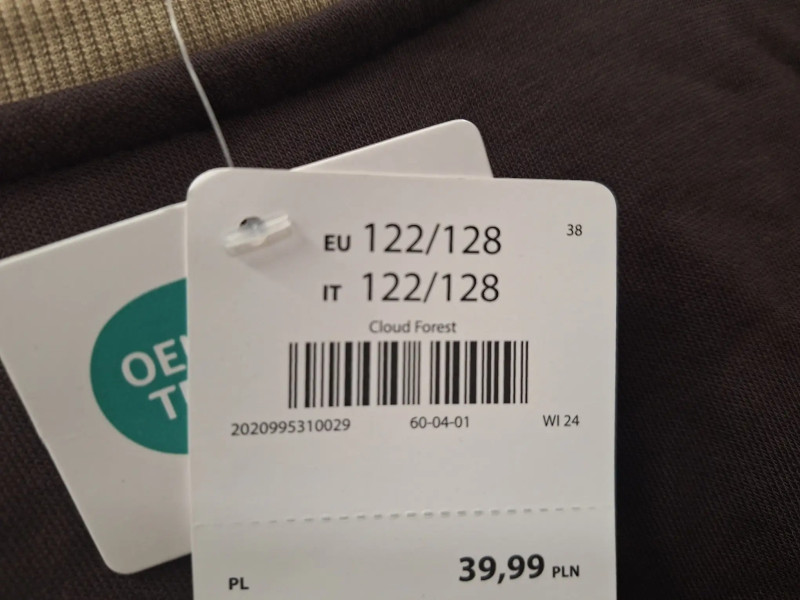 EU 122/128
38
IT 122/128
Cloud Forest
2020995310029 60-04-01 WI 24
PL 39,99 PLN